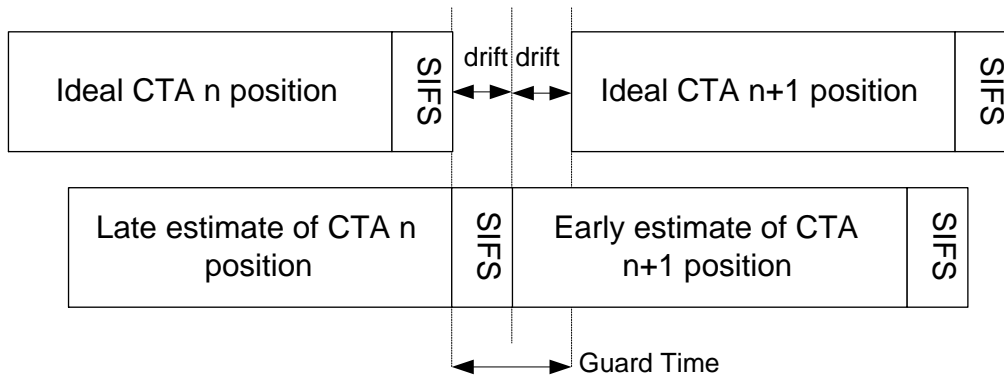 drift drift
Ideal CTA n position
SIFS
Ideal CTA n+1 position
SIFS
Late estimate of CTA n
position
SIFS
Early estimate of CTA
n+1 position
SIFS
Guard Time